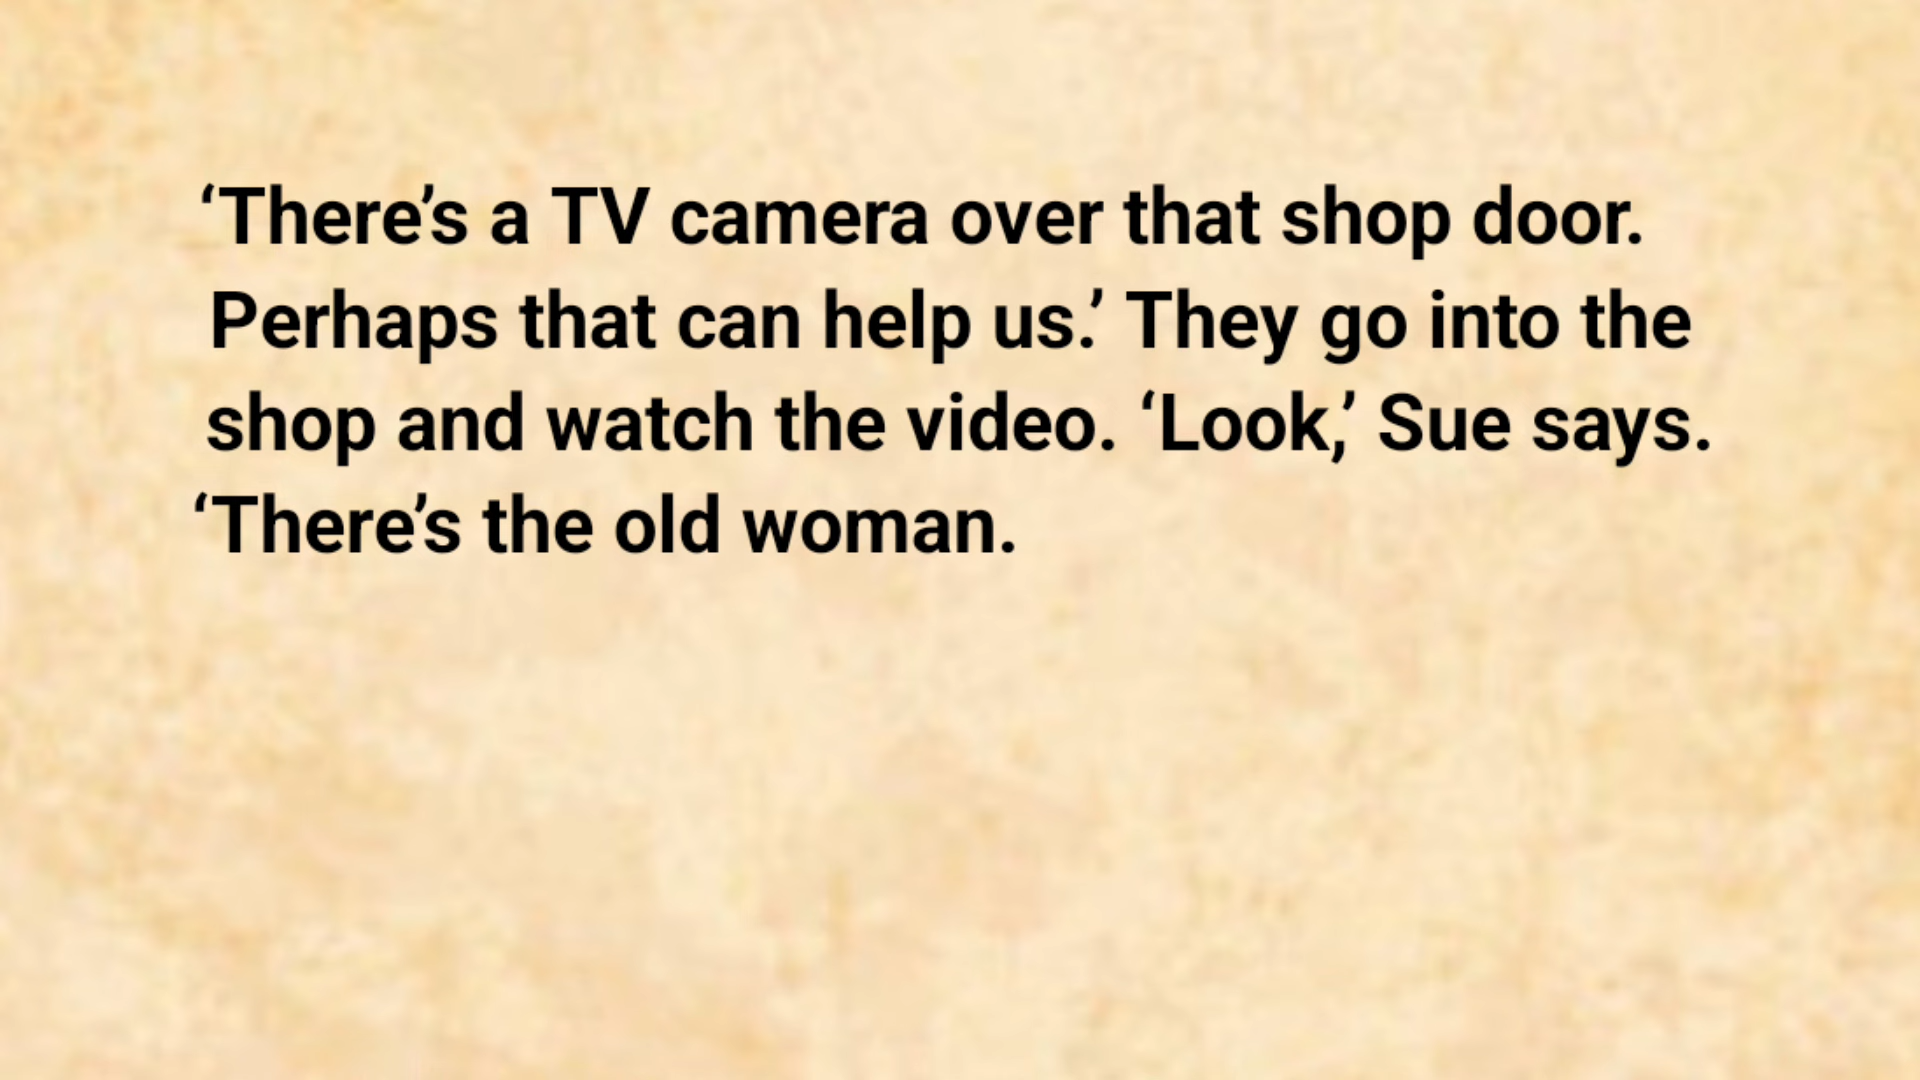 ‘There’s a TV camera over that shop door.
Perhaps that can help us.’ They go into the
shop and watch the video. ‘Look,’ Sue says.
‘There’s the old woman.